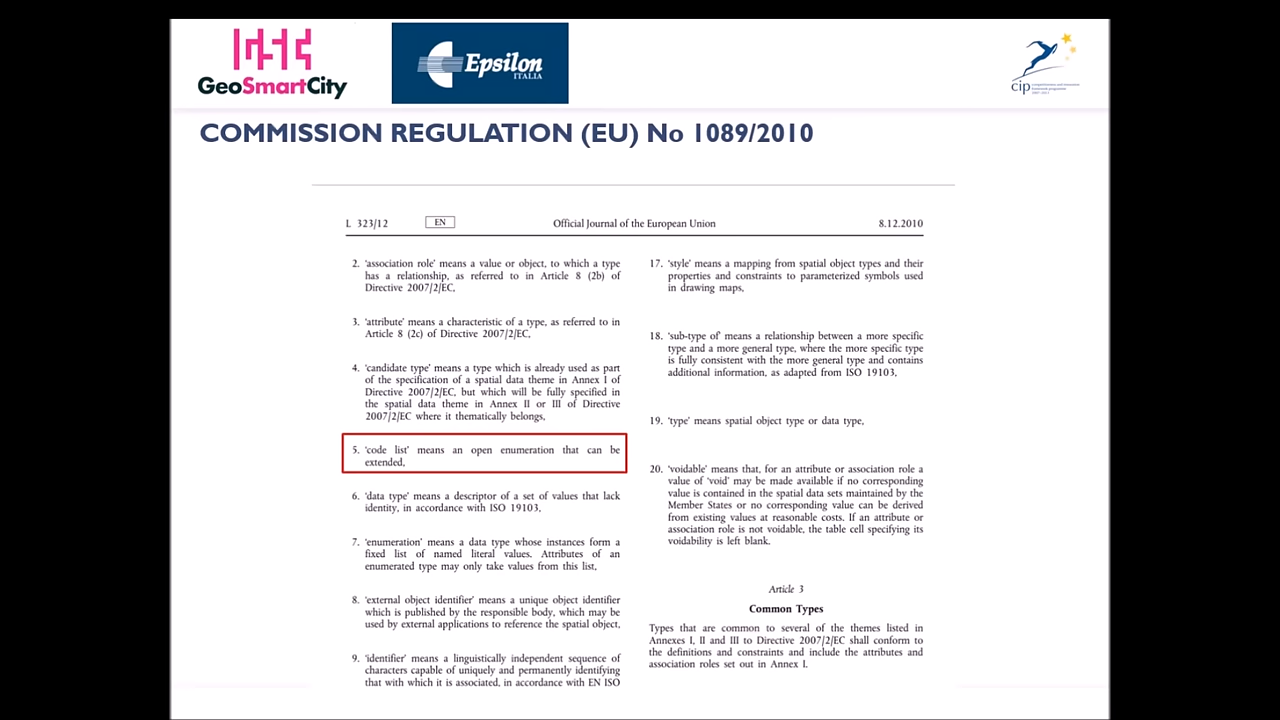 GeoSmartCity
Epsilon
ITALIA
cip
COMMISSION REGULATION (EU) No 1089/2010
L 323/12
EN
Official Journal of the European Union
8.12.2010
2. 'association role' means a value or object, to which a type
has a relationship, as referred to in Article 8 (2b) of
Directive 2007/2/EC,
3. 'attribute' means a characteristic of a type, as referred to in
Article 8 (2c) of Directive 2007/2/EC,
4. 'candidate type' means a type which is already used as part
of the specification of a spatial data theme in Annex I of
Directive 2007/2/EC, but which will be fully specified in
the spatial data theme in Annex II or III of Directive
2007/2/EC where it thematically belongs,
5. 'code list' means an open enumeration that can be
extended,
6. 'data type' means a descriptor of a set of values that lack
identity, in accordance with ISO 19103,
7. 'enumeration' means a data type whose instances form a
fixed list of named literal values. Attributes of an
enumerated type may only take values from this list,
8. 'external object identifier' means a unique object identifier
which is published by the responsible body, which may be
used by external applications to reference the spatial object,
9. 'identifier' means a linguistically independent sequence of
characters capable of uniquely and permanently identifying
that with which it is associated, in accordance with EN ISO
17. 'style' means a mapping from spatial object types and their
properties and constraints to parameterized symbols used
in drawing maps,
18. 'sub-type of' means a relationship between a more specific
type and a more general type, where the more specific type
is fully consistent with the more general type and contains
additional information, as adapted from ISO 19103,
19. 'type' means spatial object type or data type,
20. 'voidable' means that, for an attribute or association role a
value of 'void' may be made available if no corresponding
value is contained in the spatial data sets maintained by the
Member States or no corresponding value can be derived
from existing values at reasonable costs. If an attribute or
association role is not voidable, the table cell specifying its
voidability is left blank.
Article 3
Common Types
Types that are common to several of the themes listed in
Annexes I, II and III to Directive 2007/2/EC shall conform to
the definitions and constraints and include the attributes and
association roles set out in Annex I.